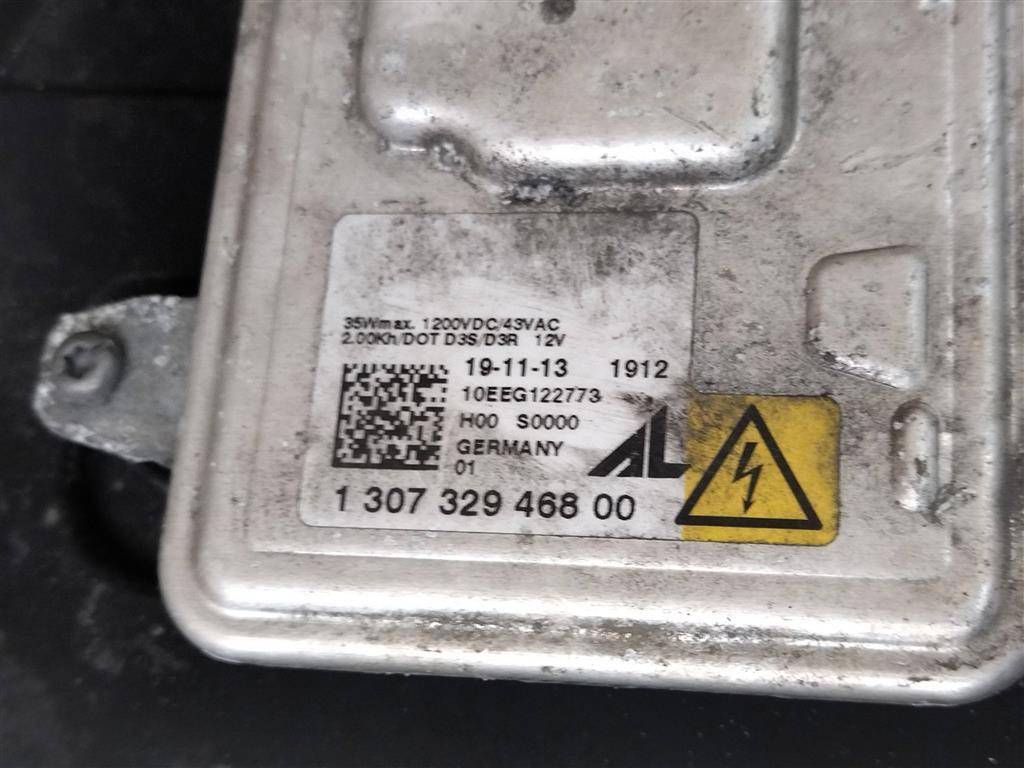 35Wmax. 1200VDC/43VAC
2.00Kh/DOT D3S/D3R 12V
19-11-13 1912
10EEG122773
H00 S0000
GERMANY
01
AL
1 307 329 468 00